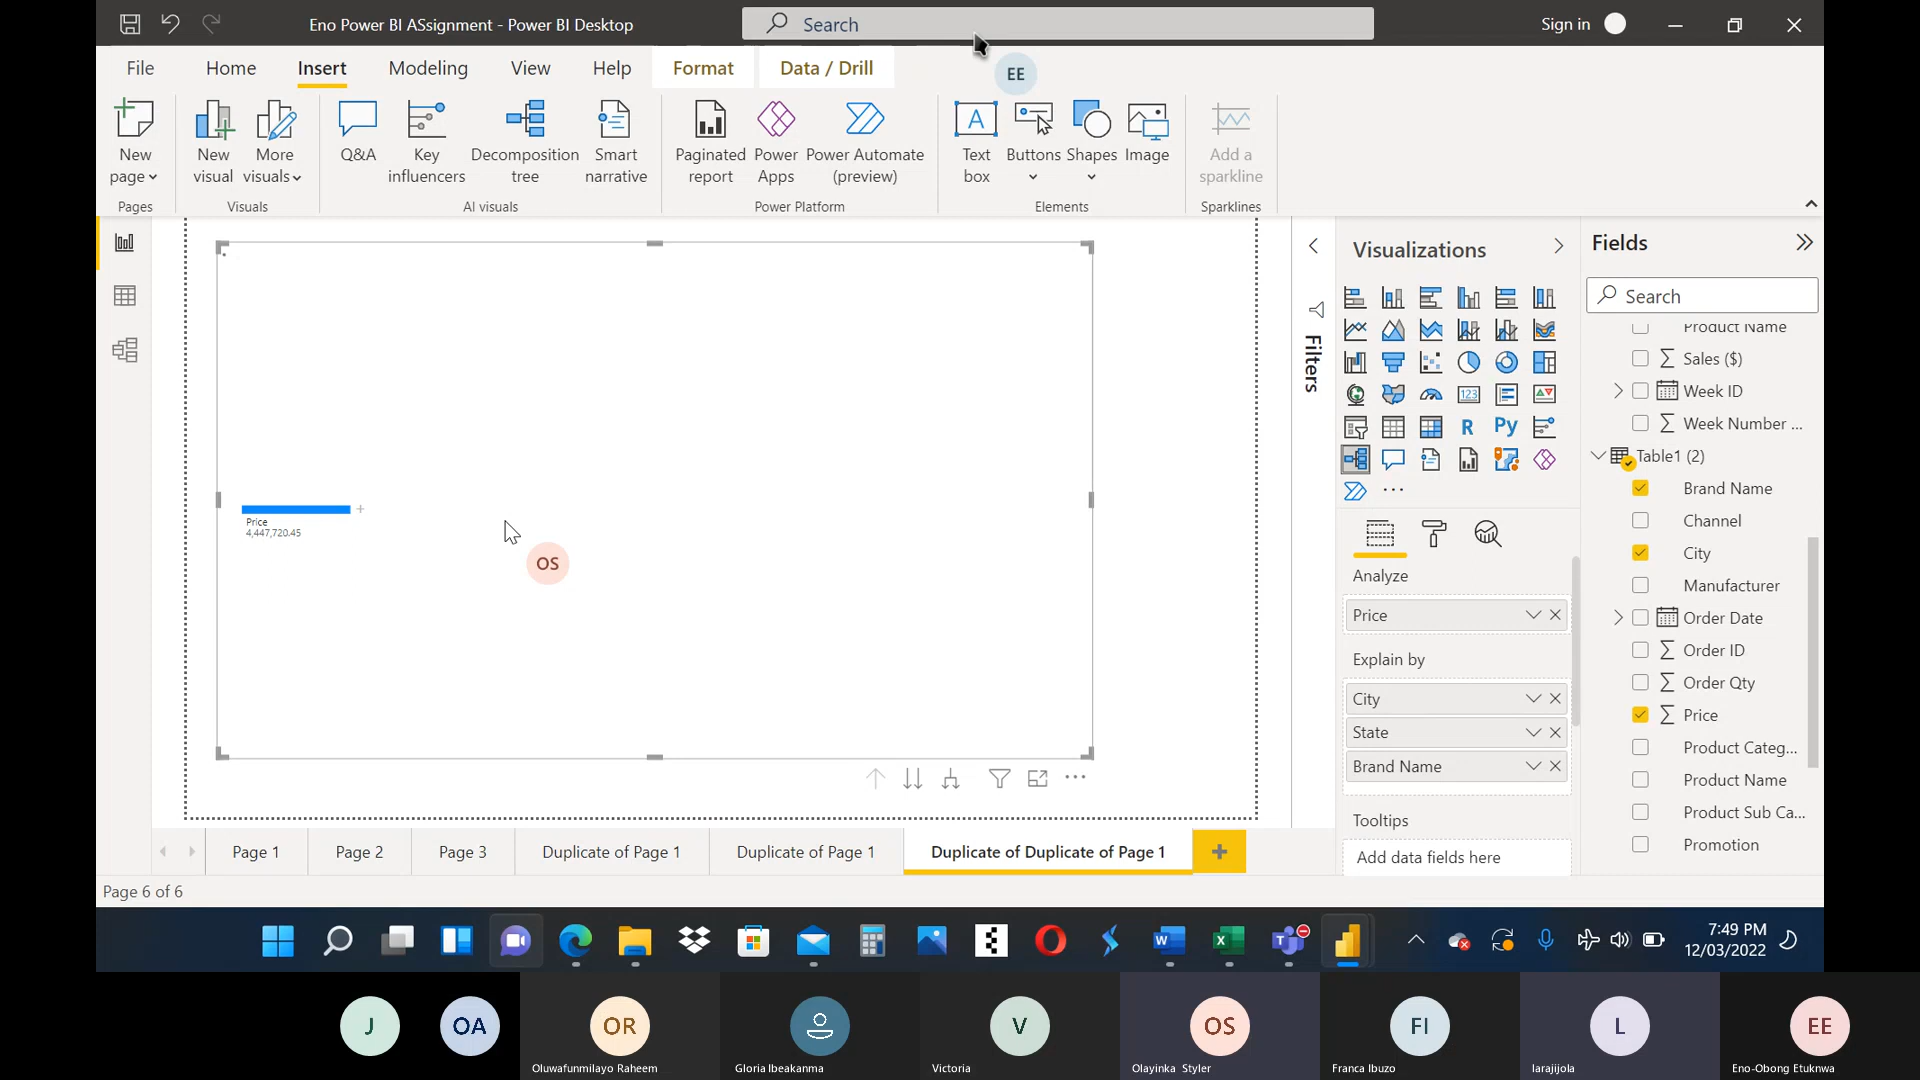 Eno Power BI ASsignment - Power BI Desktop
Search
Sign in
File
Home
Insert
Modeling
View
Help
Format
Data / Drill
EE
New page
New visual
More visuals
Q&A
Key influencers
Decomposition tree
Smart narrative
Paginated report
Power Apps
Power Automate (preview)
A
Text box
Buttons
Shapes
Image
Add a sparkline
Pages
Visuals
AI visuals
Power Platform
Elements
Sparklines
Price
4,447,720.45
OS
Filters
Visualizations
123
R
Py
Analyze
Price
Explain by
City
State
Brand Name
Tooltips
Add data fields here
Fields
Search
Product Name
Sales ($)
Week ID
Week Number ...
Table1 (2)
Brand Name
Channel
City
Manufacturer
Order Date
Order ID
Order Qty
Price
Product Categ...
Product Name
Product Sub Ca...
Promotion
Page 1
Page 2
Page 3
Duplicate of Page 1
Duplicate of Page 1
Duplicate of Duplicate of Page 1
Page 6 of 6
7:49 PM
12/03/2022
J
OA
OR
V
OS
FI
L
EE
Oluwafunmilayo Raheem
Gloria Ibeakanma
Victoria
Olayinka Styler
Franca Ibuzo
larajijola
Eno-Obong Etuknwa